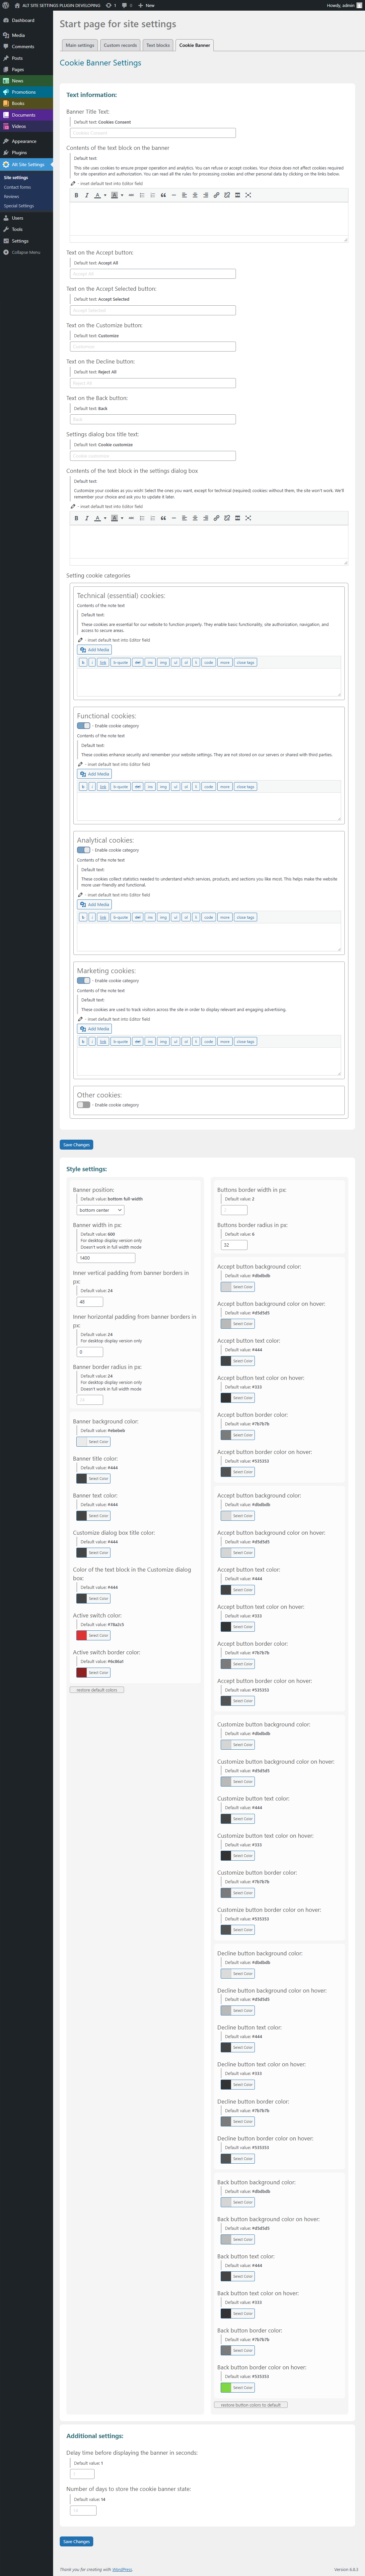 ALT SITE SETTINGS PLUGIN DEVELOPING 1 0 New
Howdy, admin
Dashboard
Media
Comments
Posts
Pages
News
Promotions
Books
Documents
Videos
Appearance
Plugins
Alt Site Settings
Site settings
Contact forms
Reviews
Special Settings
Users
Tools
Settings
Collapse Menu
Start page for site settings
Main settings
Custom records
Text blocks
Cookie Banner
Cookie Banner Settings
Text information:
Banner Title Text:
Default text: Cookies Consent
Cookies Consent
Contents of the text block on the banner
Default text:
This site uses cookies to ensure proper operation and analytics. You can refuse or accept cookies. Your choice does not affect cookies required
for site operation and authorization. You can read all the rules for processing cookies and other personal data by clicking on the links below.
- inset default text into Editor field
Text on the Accept button:
Default text: Accept All
Accept All
Text on the Accept Selected button:
Default text: Accept Selected
Accept Selected
Text on the Customize button:
Default text: Customize
Customize
Text on the Decline button:
Default text: Reject All
Reject All
Text on the Back button:
Default text: Back
Back
Settings dialog box title text:
Default text: Cookie customize
Cookie customize
Contents of the text block in the settings dialog box
Default text:
Customize your cookies as you wish: Select the ones you want, except for technical (required) cookies; without them, the site won't work. We'll
remember your choice and ask you to update it later.
- inset default text into Editor field
Setting cookie categories
Technical (essential) cookies:
Contents of the note text
Default text:
These cookies are essential for our website to function properly. They enable basic functionality, site authorization, navigation, and
access to secure areas.
- inset default text into Editor field
Add Media
b i link b-quote del ins img ul ol li code more close tags
Functional cookies:
- Enable cookie category
Contents of the note text
Default text:
These cookies enhance security and remember your website settings. They are not stored on our servers or shared with third parties.
- inset default text into Editor field
Add Media
b i link b-quote del ins img ul ol li code more close tags
Analytical cookies:
- Enable cookie category
Contents of the note text
Default text:
These cookies collect statistics needed to understand which services, products, and sections you like most. This helps make the website
more user-friendly and functional.
- inset default text into Editor field
Add Media
b i link b-quote del ins img ul ol li code more close tags
Marketing cookies:
- Enable cookie category
Contents of the note text
Default text:
These cookies are used to track visitors across the site in order to display relevant and engaging advertising.
- inset default text into Editor field
Add Media
b i link b-quote del ins img ul ol li code more close tags
Other cookies:
- Enable cookie category
Save Changes
Style settings:
Banner position:
Default value: bottom full-width
bottom center
Banner width in px:
Default value: 600
For desktop display version only
Doesn't work in full width mode
1400
Inner vertical padding from banner borders in
px:
Default value: 24
48
Inner horizontal padding from banner borders in
px:
Default value: 24
For desktop display version only
0
Banner border radius in px:
Default value: 24
For desktop display version only
Doesn't work in full width mode
Banner background color:
Default value: #ebebeb
Select Color
Banner title color:
Default value: #444
Select Color
Banner text color:
Default value: #444
Select Color
Customize dialog box title color:
Default value: #444
Select Color
Color of the text block in the Customize dialog
box:
Default value: #444
Select Color
Active switch color:
Default value:
Select Color
Active switch border color:
Default value:
Select Color
restore default colors
Buttons border width in px:
Default value: 2
Buttons border radius in px:
Default value: 6
32
Accept button background color:
Default value: #dbdbdb
Select Color
Accept button background color on hover:
Default value: #d5d5d5
Select Color
Accept button text color:
Default value: #444
Select Color
Accept button text color on hover:
Default value: #333
Select Color
Accept button border color:
Default value: #7b7b7b
Select Color
Accept button border color on hover:
Default value: #535353
Select Color
Accept button background color:
Default value: #dbdbdb
Select Color
Accept button background color on hover:
Default value: #d5d5d5
Select Color
Accept button text color:
Default value: #444
Select Color
Accept button text color on hover:
Default value: #333
Select Color
Accept button border color:
Default value: #7b7b7b
Select Color
Accept button border color on hover:
Default value: #535353
Select Color
Customize button background color:
Default value: #dbdbdb
Select Color
Customize button background color on hover:
Default value: #d5d5d5
Select Color
Customize button text color:
Default value: #444
Select Color
Customize button text color on hover:
Default value: #333
Select Color
Customize button border color:
Default value: #7b7b7b
Select Color
Customize button border color on hover:
Default value: #535353
Select Color
Decline button background color:
Default value: #dbdbdb
Select Color
Decline button background color on hover:
Default value: #d5d5d5
Select Color
Decline button text color:
Default value: #444
Select Color
Decline button text color on hover:
Default value: #333
Select Color
Decline button border color:
Default value: #7b7b7b
Select Color
Decline button border color on hover:
Default value: #535353
Select Color
Back button background color:
Default value: #dbdbdb
Select Color
Back button background color on hover:
Default value: #d5d5d5
Select Color
Back button text color:
Default value: #444
Select Color
Back button text color on hover:
Default value: #333
Select Color
Back button border color:
Default value: #7b7b7b
Select Color
Back button border color on hover:
Default value: #535353
Select Color
restore button colors to default
Additional settings:
Delay time before displaying the banner in seconds:
Default value: 1
Number of days to store the cookie banner state:
Default value: 14
Save Changes
Thank you for creating with WordPress.
Version 6.8.3